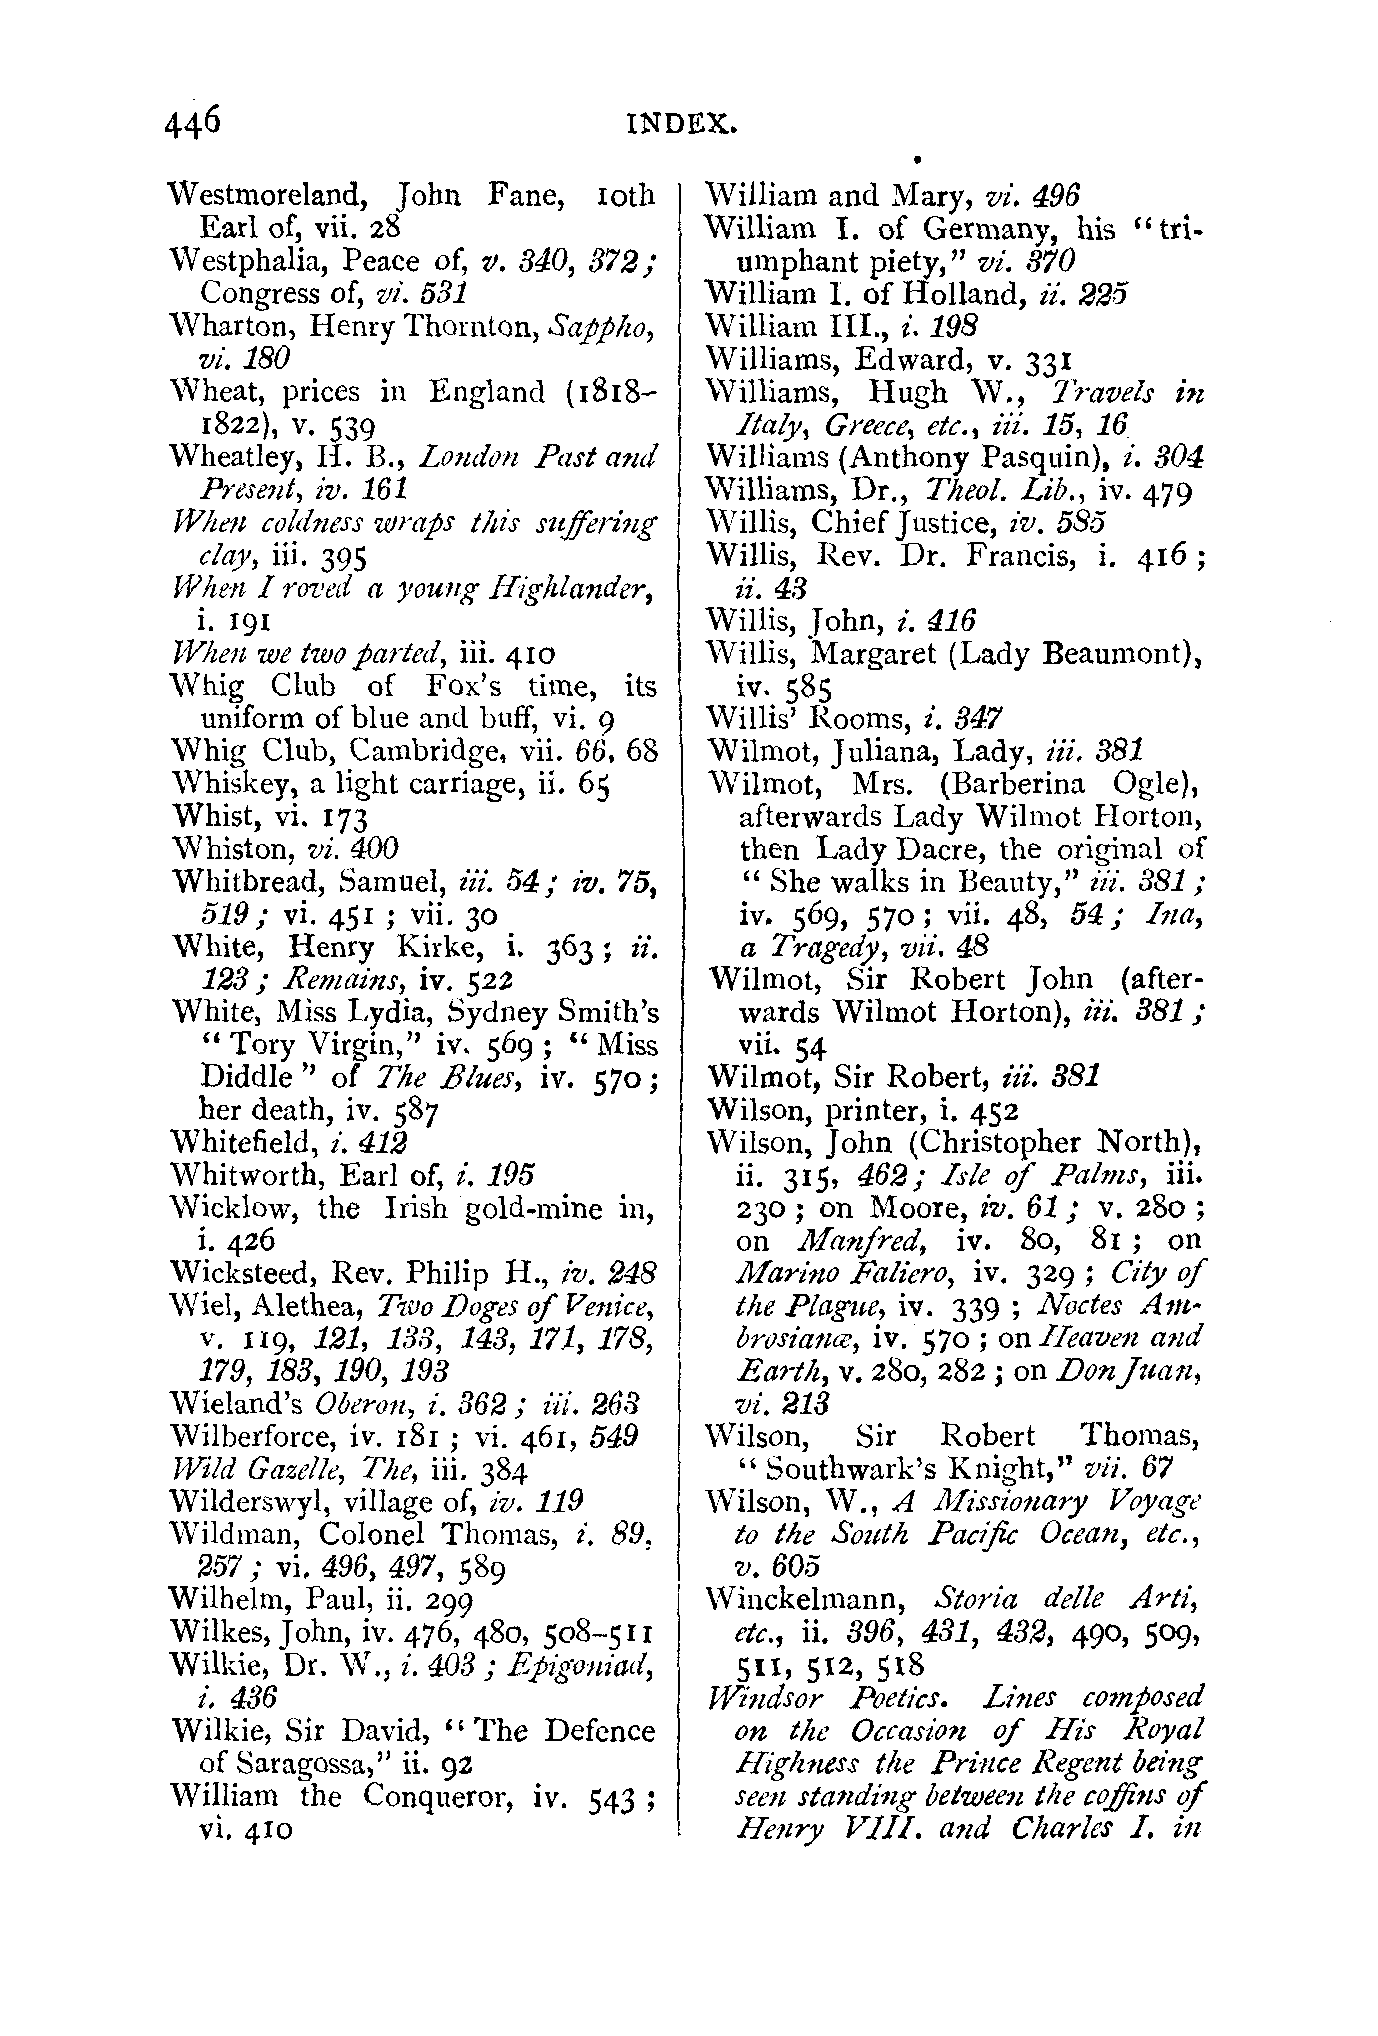 446
INDEX.
Westmoreland, John Fane, 10th
Earl of, vii. 28
Westphalia, Peace of, v. 340, 372;
Congress of, vi. 531
Wharton, Henry Thornton, Sappho,
vi. 180
Wheat, prices in England (1818–
1822), v. 539
Wheatley, H. B., London Past and
Present, iv. 161
When coldness wraps this suffering
clay, iii. 395
When I roved a young Highlander,
i. 191
When we two parted, iii. 410
Whig Club of Fox's time, its
uniform of blue and buff, vi. 9
Whig Club, Cambridge, vii. 66, 68
Whiskey, a light carriage, ii. 65
Whist, vi. 173
Whiston, vi. 400
Whitbread, Samuel, iii. 54; iv. 75,
519; vi. 451; vii. 30
White, Henry Kirke, i. 363; ii.
123; Remains, iv. 522
White, Miss Lydia, Sydney Smith's
"Tory Virgin," iv. 569; "Miss
Diddle" of The Blues, iv. 570;
her death, iv. 587
Whitefield, i. 412
Whitworth, Earl of, i. 195
Wicklow, the Irish gold-mine in,
i. 426
Wicksteed, Rev. Philip H., iv. 248
Wiel, Alethea, Two Doges of Venice,
v. 119, 121, 133, 143, 171, 178,
179, 183, 190, 193
Wieland's Oberon, i. 362; iii. 263
Wilberforce, iv. 181; vi. 461, 549
Wild Gazelle, The, iii. 384
Wilderswyl, village of, iv. 119
Wildman, Colonel Thomas, i. 89,
257; vi. 496, 497, 589
Wilhelm, Paul, ii. 299
Wilkes, John, iv. 476, 480, 508–511
Wilkie, Dr. W., i. 403; Epigoniad,
i. 436
Wilkie, Sir David, "The Defence
of Saragossa," ii. 92
William the Conqueror, iv. 543;
vi. 410
William and Mary, vi. 496
William I. of Germany, his "tri-
umphant piety," vi. 370
William I. of Holland, ii. 225
William III., i. 198
Williams, Edward, v. 331
Williams, Hugh W., Travels in
Italy, Greece, etc., iii. 15, 16
Williams (Anthony Pasquin), i. 304
Williams, Dr., Theol. Lib., iv. 479
Willis, Chief Justice, iv. 585
Willis, Rev. Dr. Francis, i. 416;
ii. 43
Willis, John, i. 416
Willis, Margaret (Lady Beaumont),
iv. 585
Willis' Rooms, i. 347
Wilmot, Juliana, Lady, iii. 381
Wilmot, Mrs. (Barberina Ogle),
afterwards Lady Wilmot Horton,
then Lady Dacre, the original of
"She walks in Beauty," iii. 381;
iv. 569, 570; vii. 48, 54; Ina,
a Tragedy, vii. 48
Wilmot, Sir Robert John (after-
wards Wilmot Horton), iii. 381;
vii. 54
Wilmot, Sir Robert, iii. 381
Wilson, printer, i. 452
Wilson, John (Christopher North),
ii. 315, 462; Isle of Palms, iii.
230; on Moore, iv. 61; v. 280;
on Manfred, iv. 80, 81; on
Marino Faliero, iv. 329; City of
the Plague, iv. 339; Noctes Am-
brosianæ, iv. 570; on Heaven and
Earth, v. 280, 282; on Don Juan,
vi. 213
Wilson, Sir Robert Thomas,
"Southwark's Knight," vii. 67
Wilson, W., A Missionary Voyage
to the South Pacific Ocean, etc.,
v. 605
Winckelmann, Storia delle Arti,
etc., ii. 396, 431, 432, 490, 509,
511, 512, 518
Windsor Poetics. Lines composed
on the Occasion of His Royal
Highness the Prince Regent being
seen standing between the coffins of
Henry VIII. and Charles I. in